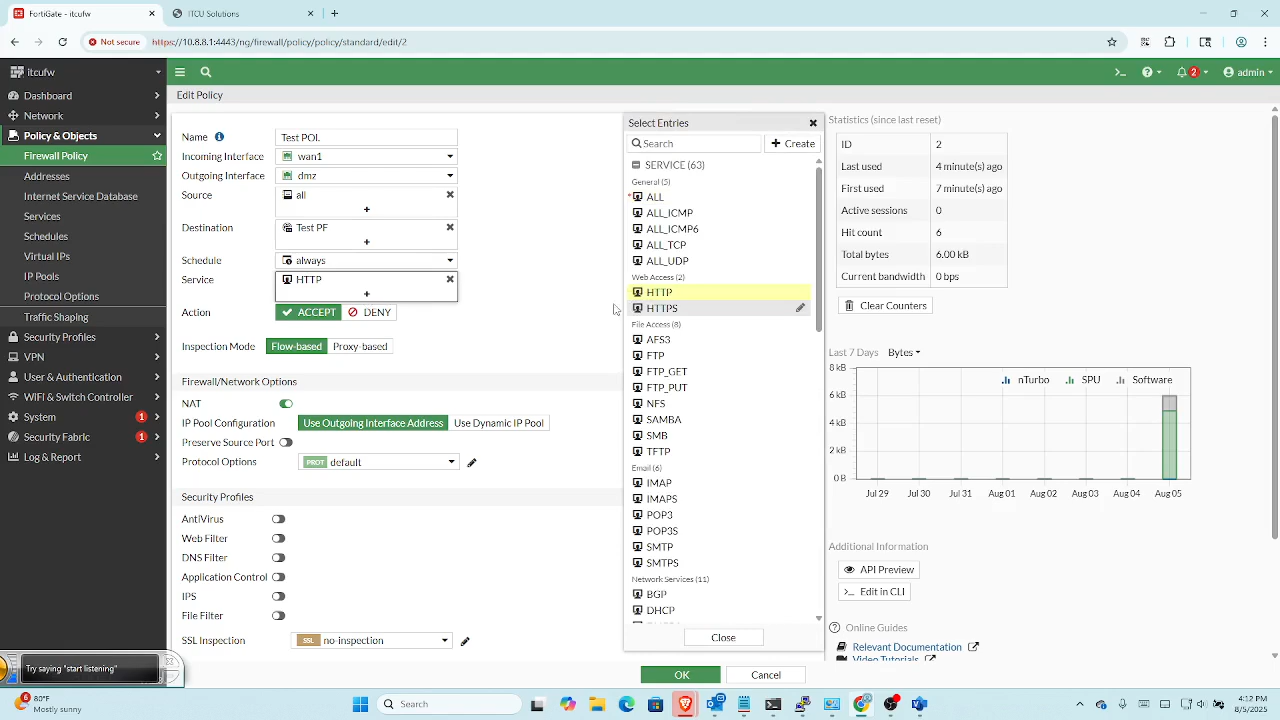 FortiGate - itcufw
ITCU Solutions
Not secure
https://10.8.8.1:4443/ng/firewall/policy/policy/standard/edit/2
itcufw
2
admin
Dashboard
Network
Policy & Objects
Firewall Policy
Addresses
Internet Service Database
Services
Schedules
Virtual IPs
IP Pools
Protocol Options
Traffic Shaping
Security Profiles
VPN
User & Authentication
WiFi & Switch Controller
System 1
Security Fabric 1
Log & Report
Edit Policy
Name Test POl.
Incoming Interface wan1
Outgoing Interface dmz
Source all
+
Destination Test PF
+
Schedule always
Service HTTP
+
Action ACCEPT DENY
Inspection Mode Flow-based Proxy-based
Firewall/Network Options
NAT
IP Pool Configuration Use Outgoing Interface Address Use Dynamic IP Pool
Preserve Source Port
Protocol Options PROT default
Security Profiles
AntiVirus
Web Filter
DNS Filter
Application Control
IPS
File Filter
SSL Inspection SSL no-inspection
Select Entries
Search Create
SERVICE (63)
General (5)
ALL
ALL_ICMP
ALL_ICMP6
ALL_TCP
ALL_UDP
Web Access (2)
HTTP
HTTPS
File Access (8)
AFS3
FTP
FTP_GET
FTP_PUT
NFS
SAMBA
SMB
TFTP
Email (6)
IMAP
IMAPS
POP3
POP3S
SMTP
SMTPS
Network Services (11)
BGP
DHCP
Close
OK Cancel
Statistics (since last reset)
ID 2
Last used 4 minute(s) ago
First used 7 minute(s) ago
Active sessions 0
Hit count 6
Total bytes 6.00 kB
Current bandwidth 0 bps
Clear Counters
Last 7 Days Bytes
8 kB
nTurbo SPU Software
6 kB
4 kB
2 kB
0 B
Jul 29 Jul 30 Jul 31 Aug 01 Aug 02 Aug 03 Aug 04 Aug 05
Additional Information
API Preview
Edit in CLI
Online Guides
Relevant Documentation
Video Tutorials
Try saying "start listening"
6
80°F
Mostly sunny
Search
4:12 PM
8/5/2025